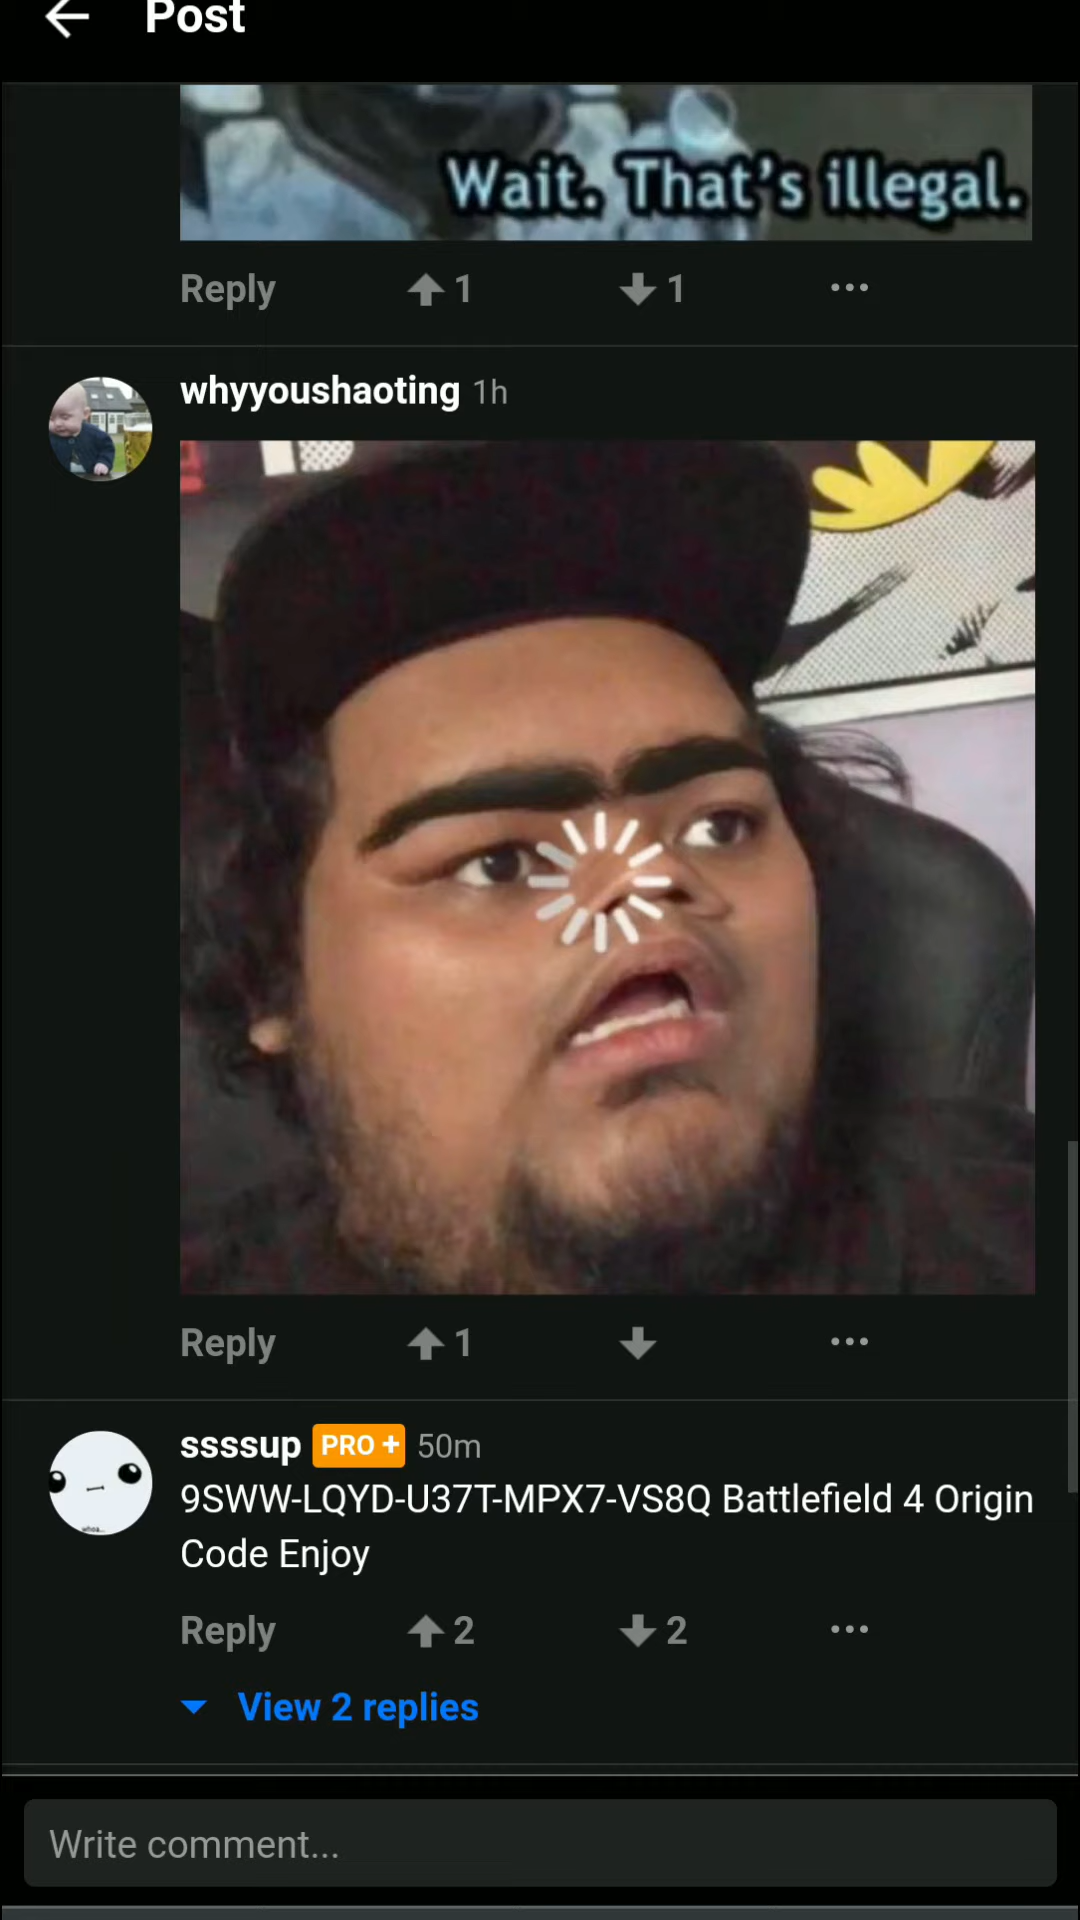 Post
Wait. That's illegal.
Reply 1 1 ...
whyyoushaoting 1h
Reply 1 ...
ssssup PRO + 50m
9SWW-LQYD-U37T-MPX7-VS8Q Battlefield 4 Origin
Code Enjoy
Reply 2 2 ...
View 2 replies
Write comment...